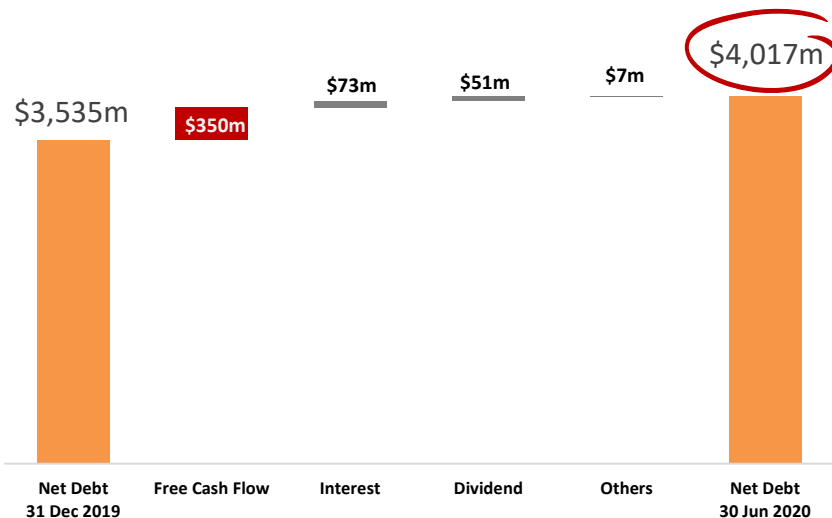 $3,535m
$350m
$73m
$51m
$7m
$4,017m
Net Debt
31 Dec 2019
Free Cash Flow
Interest
Dividend
Others
Net Debt
30 Jun 2020